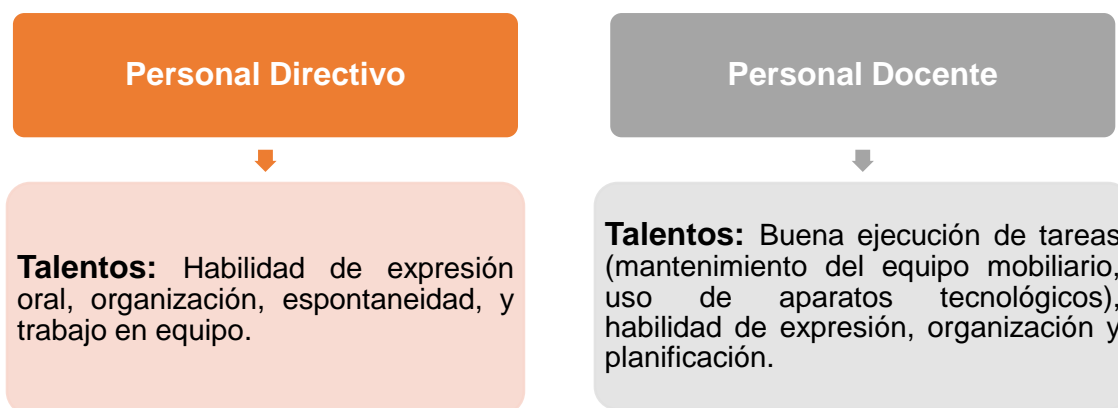 Personal Directivo
Talentos: Habilidad de expresión
oral, organización, espontaneidad, y
trabajo en equipo.
Personal Docente
Talentos: Buena ejecución de tareas
(mantenimiento del equipo mobiliario,
uso de aparatos tecnológicos),
habilidad de expresión, organización y
planificación.